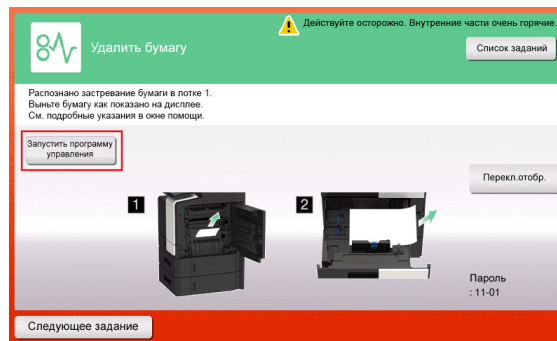 Действуйте осторожно. Внутренние части очень горячие.
Удалить бумагу
Список заданий
Распознано застревание бумаги в лотке 1.
Выньте бумагу как показано на дисплее.
См. подробные указания в окне помощи.
Запустить программу
управления
Перекл.отобр.
1
2
Пароль
: 11-01
Следующее задание